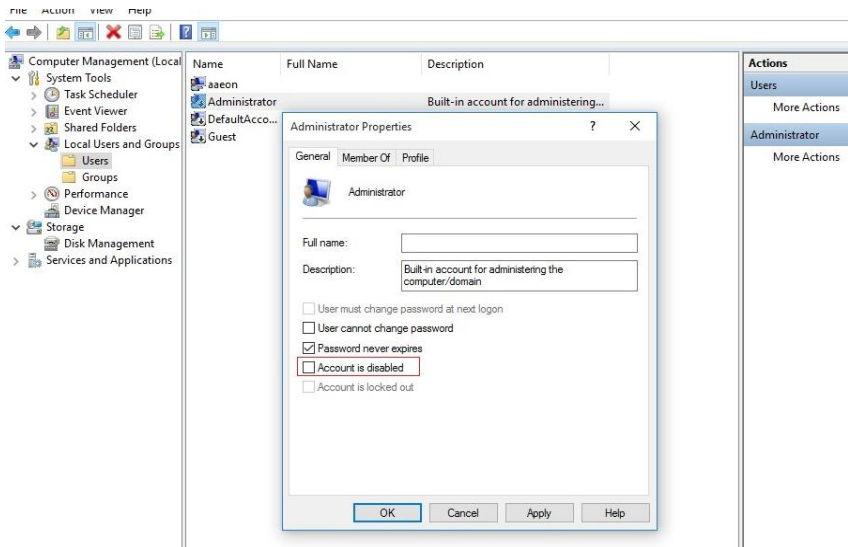 File Action View Help
Computer Management (Local
System Tools
Task Scheduler
Event Viewer
Shared Folders
Local Users and Groups
Users
Groups
Performance
Device Manager
Storage
Disk Management
Services and Applications
Name Full Name Description
aaeon
Administrator Built-in account for administering...
DefaultAcco...
Guest
Administrator Properties ? X
General Member Of Profile
Administrator
Full name:
Description: Built-in account for administering the
computer/domain
User must change password at next logon
User cannot change password
Password never expires
Account is disabled
Account is locked out
OK Cancel Apply Help
Actions
Users
More Actions
Administrator
More Actions